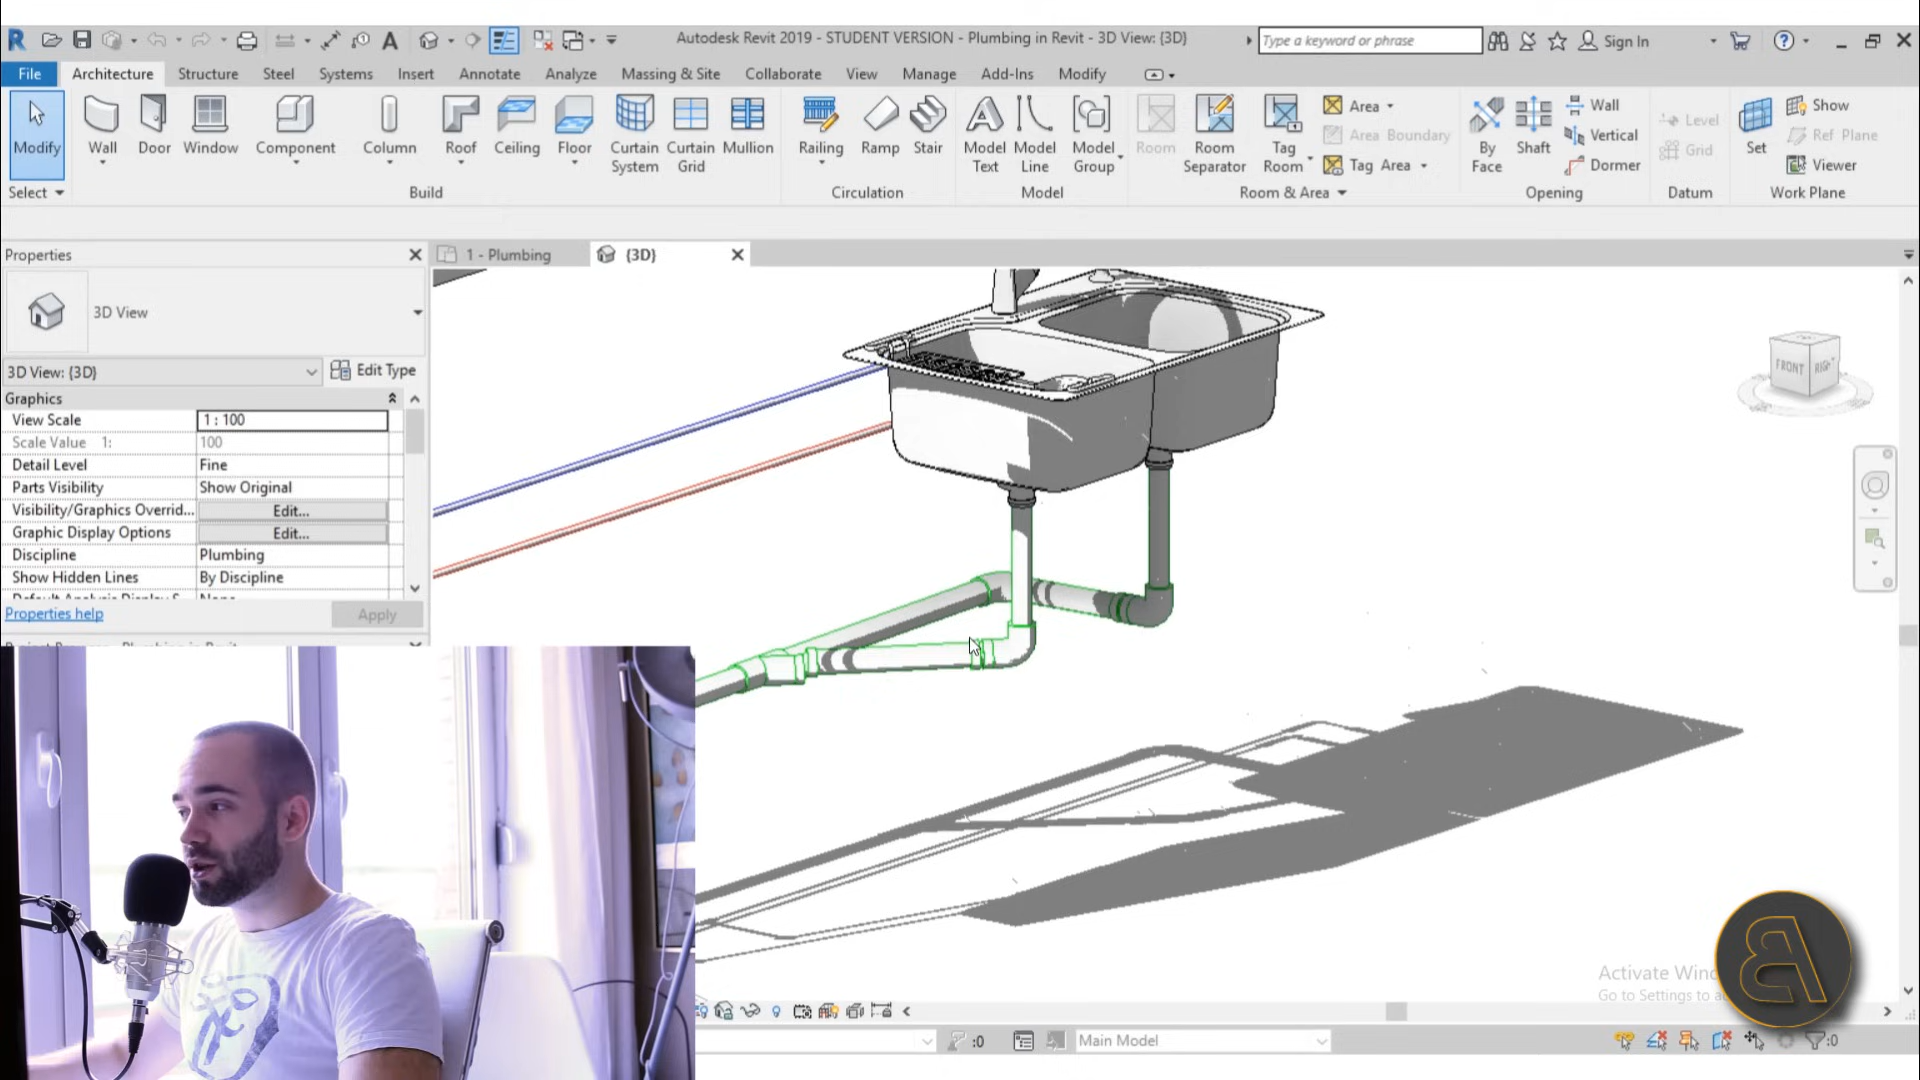 Autodesk Revit 2019 - STUDENT VERSION - Plumbing in Revit - 3D View: {3D}
Type a keyword or phrase
Sign In
File Architecture Structure Steel Systems Insert Annotate Analyze Massing & Site Collaborate View Manage Add-Ins Modify
Modify Wall Door Window Component Column Roof Ceiling Floor Curtain System Curtain Grid Mullion Railing Ramp Stair Model Text Model Line Model Group Room Room Separator Tag Room
Area
Area Boundary
Tag Area
By Face Shaft
Wall
Vertical
Dormer
Level
Grid
Set
Show
Ref Plane
Viewer
Select Build Circulation Model Room & Area Opening Datum Work Plane
Properties
1 - Plumbing {3D}
3D View
3D View: {3D} Edit Type
Graphics
View Scale 1 : 100
Scale Value 1: 100
Detail Level Fine
Parts Visibility Show Original
Visibility/Graphics Overrid... Edit...
Graphic Display Options Edit...
Discipline Plumbing
Show Hidden Lines By Discipline
Properties help Apply
FRONT RIGHT
Activate Wind
Go to Settings to a
:0 Main Model :0